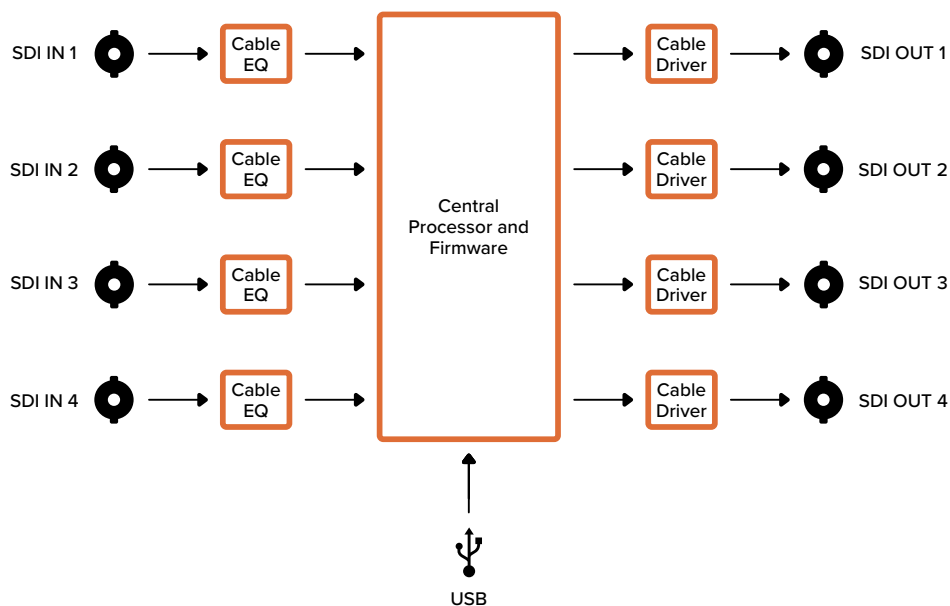 SDI IN 1
Cable
EQ
Cable
Driver
SDI OUT 1
SDI IN 2
Cable
EQ
Cable
Driver
SDI OUT 2
Central
Processor and
Firmware
SDI IN 3
Cable
EQ
Cable
Driver
SDI OUT 3
SDI IN 4
Cable
EQ
Cable
Driver
SDI OUT 4
USB